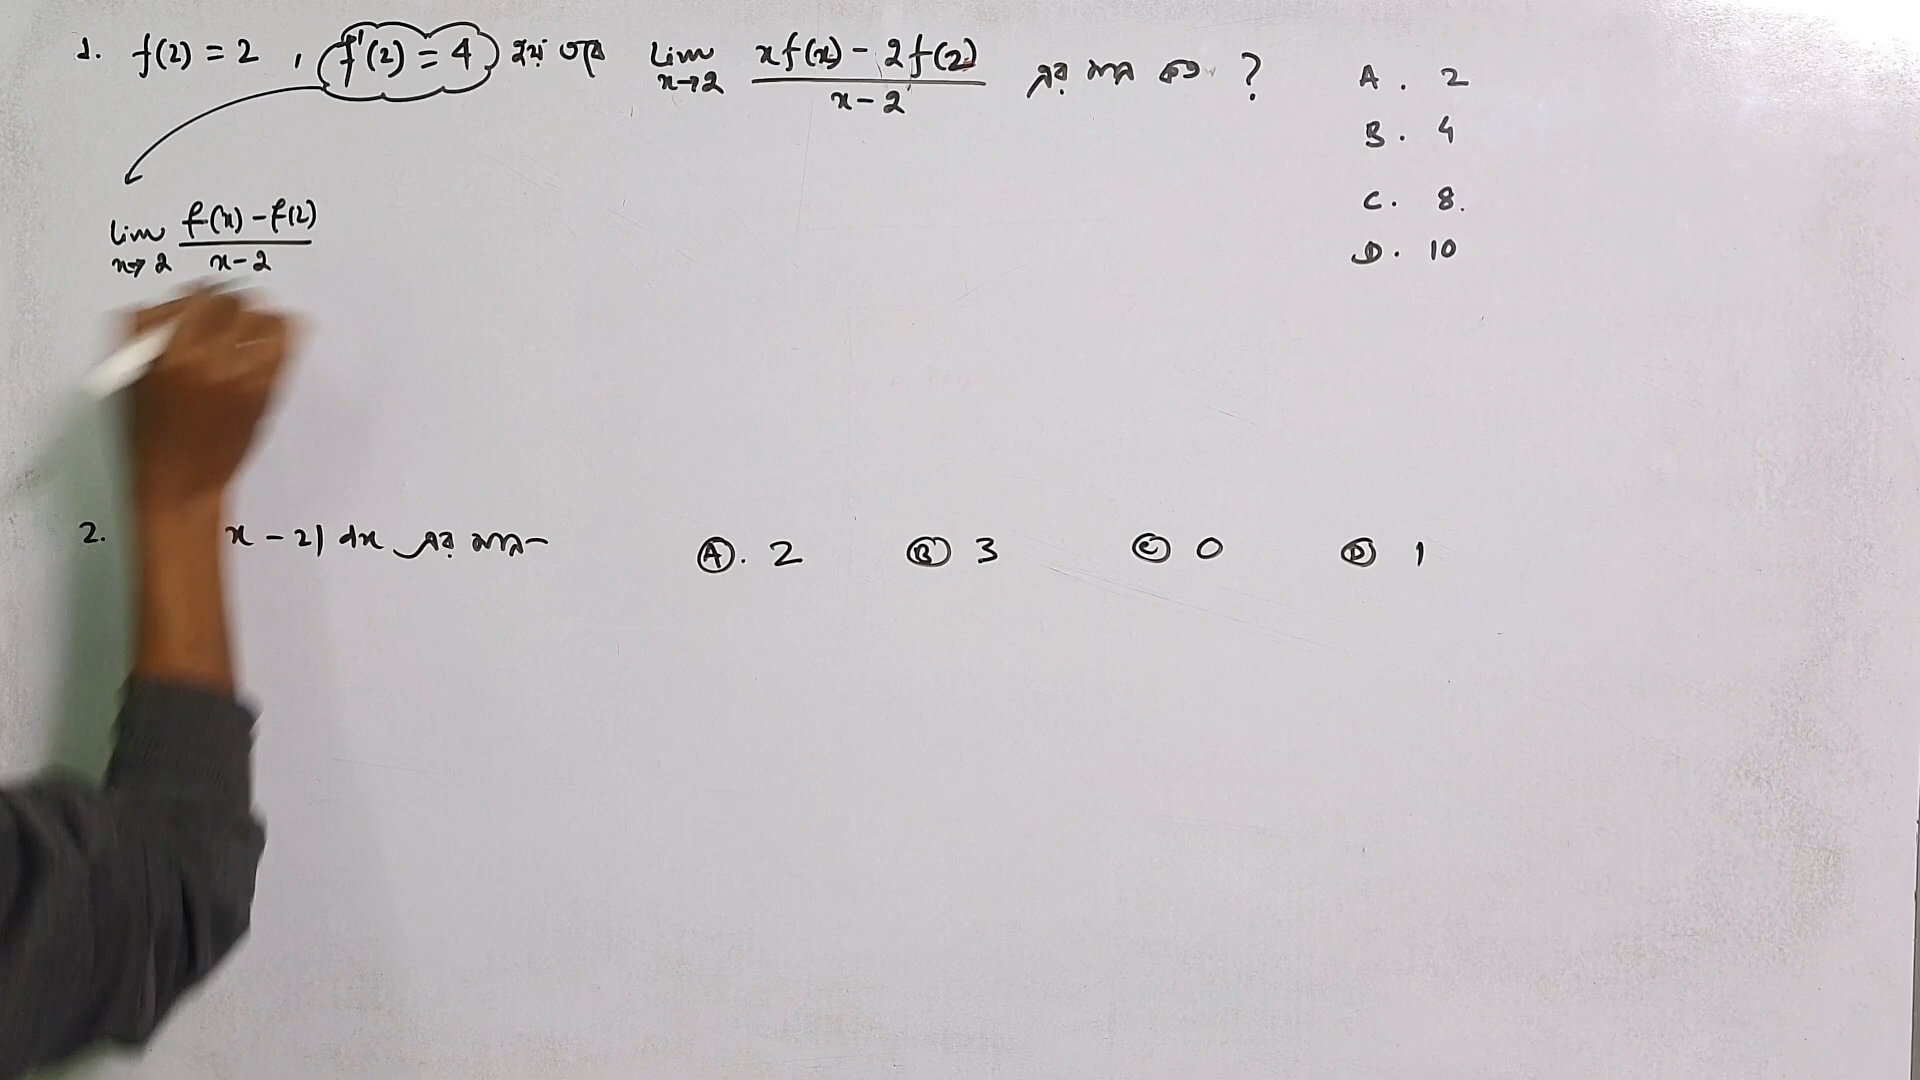 1. f(2) = 2 , f'(2) = 4 হয় তবে lim x→2 xf(x) - 2f(2) / x - 2 এর মান কত ?
A . 2
B . 4
C . 8 .
D . 10
lim x→2 f(x) - f(2) / x - 2
2. x - 2| dx এর মান-
Ⓐ . 2 Ⓑ 3 Ⓒ 0 Ⓓ 1